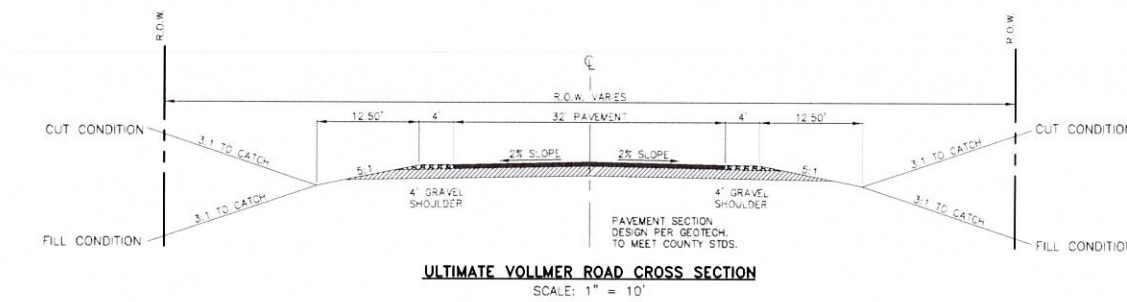 R.O.W.
R.O.W.
℄
R.O.W. VARIES
12.50'
4'
32' PAVEMENT
4'
12.50'
CUT CONDITION
CUT CONDITION
3:1 TO CATCH
3:1 TO CATCH
2% SLOPE
2% SLOPE
5:1
5:1
4' GRAVEL
SHOULDER
4' GRAVEL
SHOULDER
3:1 TO CATCH
3:1 TO CATCH
PAVEMENT SECTION
DESIGN PER GEOTECH.
TO MEET COUNTY STDS.
FILL CONDITION
FILL CONDITION
ULTIMATE VOLLMER ROAD CROSS SECTION
SCALE: 1" = 10'